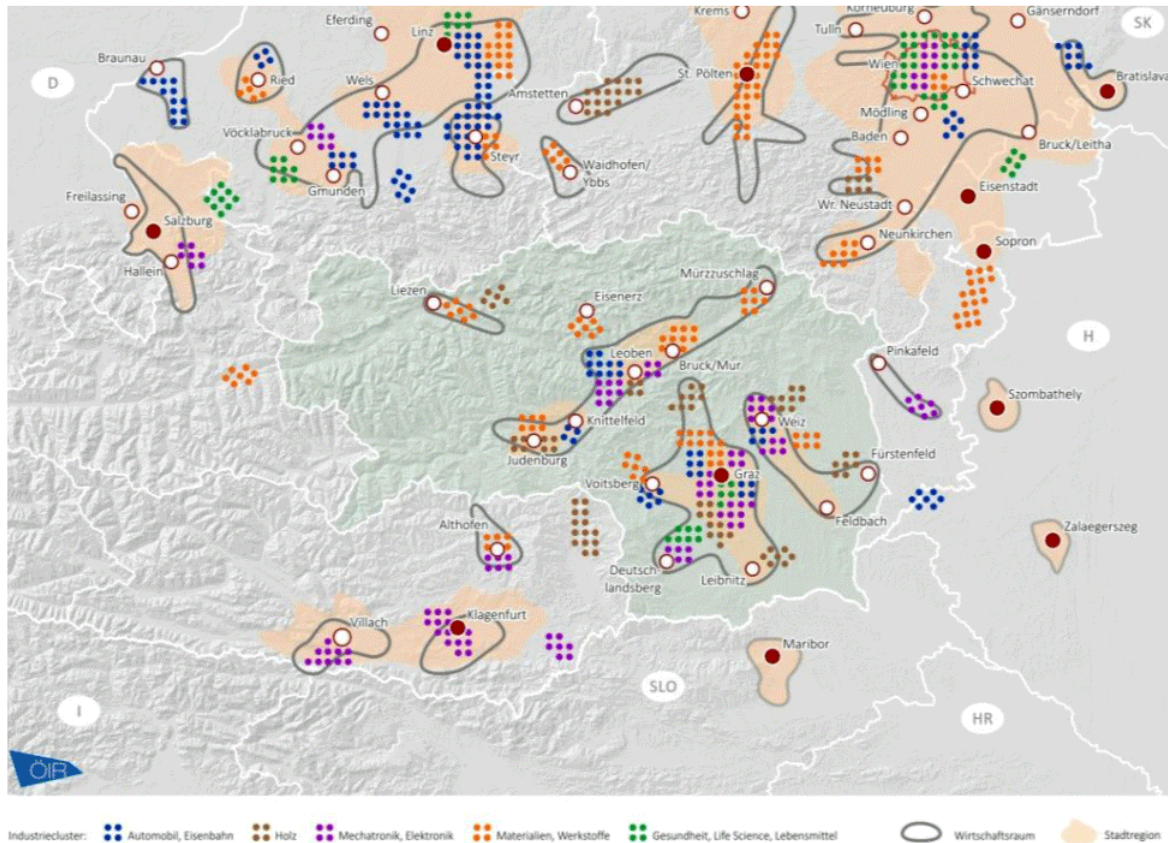 Eferding
Krems
Korneuburg
Gänserndorf
SK
Linz
Tulln
Braunau
D
Ried
Wels
St. Pölten
Wien
Schwechat
Bratislava
Amstetten
Mödling
Baden
Bruck/Leitha
Vöcklabruck
Steyr
Waidhofen/
Ybbs
Gmunden
Freilassing
Eisenstadt
Salzburg
Wr. Neustadt
Neunkirchen
Sopron
Hallein
Mürzzuschlag
Liezen
Eisenerz
H
Leoben
Bruck/Mur
Pinkafeld
Szombathely
Knittelfeld
Weiz
Judenburg
Fürstenfeld
Voitsberg
Graz
Feldbach
Althofen
Zalaegerszeg
Deutsch-
landsberg
Leibnitz
Villach
Klagenfurt
Maribor
SLO
I
HR
ÖIR
Industriecluster: Automobil, Eisenbahn Holz Mechatronik, Elektronik Materialien, Werkstoffe Gesundheit, Life Science, Lebensmittel Wirtschaftsraum Stadtregion